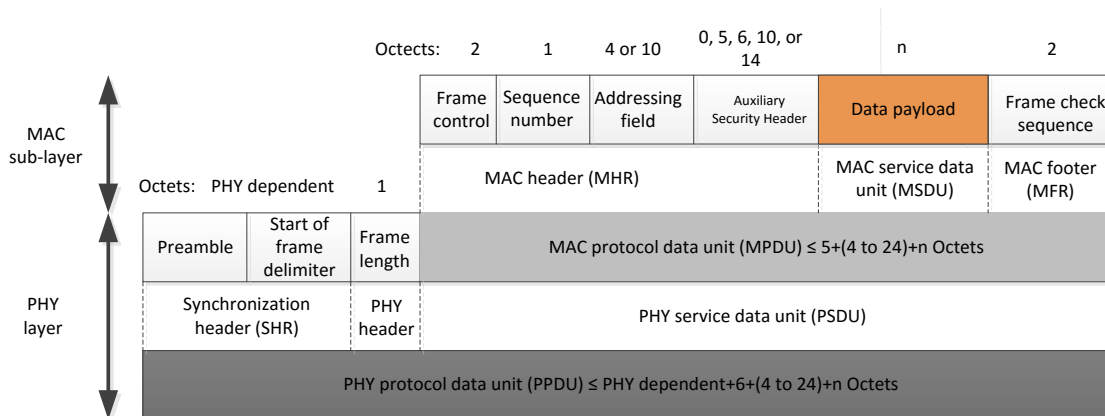 Octects: 2 1 4 or 10 0, 5, 6, 10, or
14 n 2
Frame
control
Sequence
number
Addressing
field
Auxiliary
Security Header
Data payload
Frame check
sequence
MAC
sub-layer
MAC header (MHR)
MAC service data
unit (MSDU)
MAC footer
(MFR)
Octets: PHY dependent 1
Preamble
Start of
frame
delimiter
Frame
length
MAC protocol data unit (MPDU) ≤ 5+(4 to 24)+n Octets
PHY
layer
Synchronization
header (SHR)
PHY
header
PHY service data unit (PSDU)
PHY protocol data unit (PPDU) ≤ PHY dependent+6+(4 to 24)+n Octets